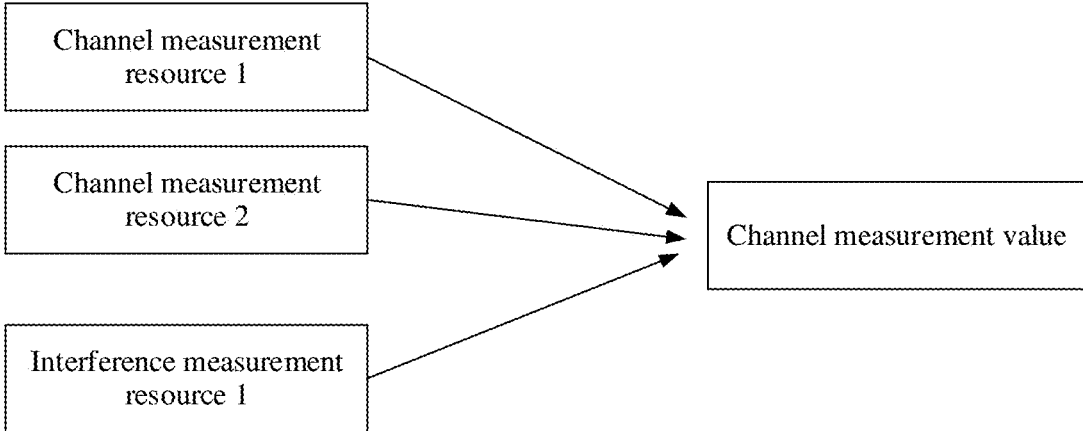 Channel measurement
resource 1
Channel measurement
resource 2
Channel measurement value
Interference measurement
resource 1